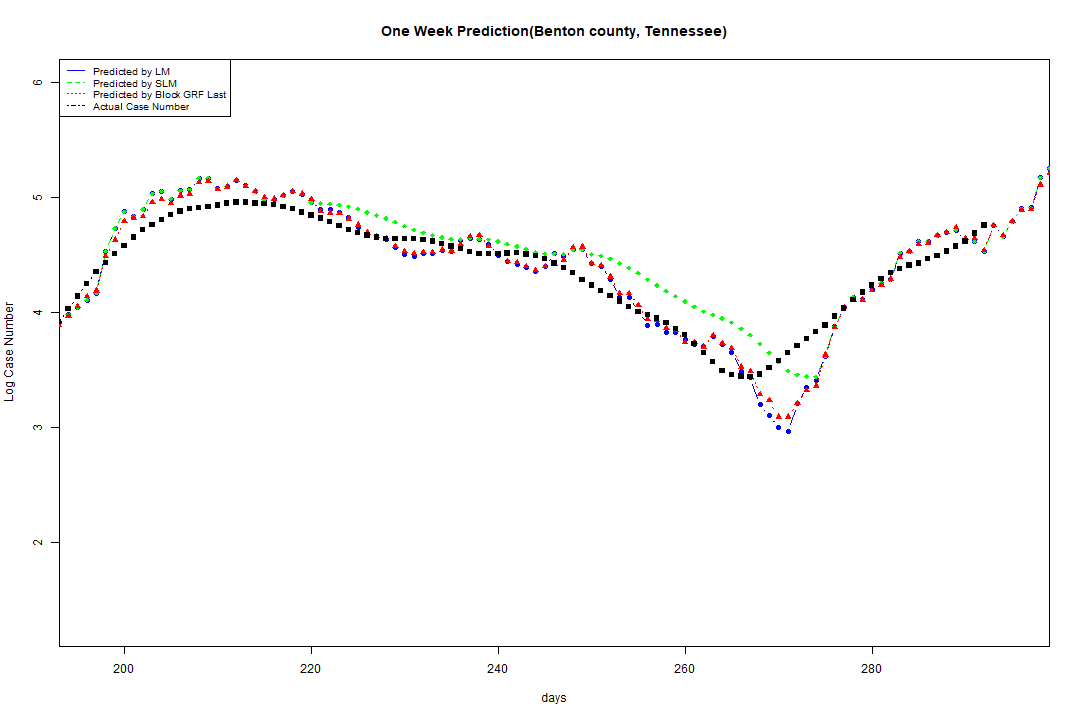 One Week Prediction(Benton county, Tennessee)
Predicted by LM
Predicted by SLM
Predicted by Block GRF Last
Actual Case Number
6
5
4
3
2
Log Case Number
200 220 240 260 280
days